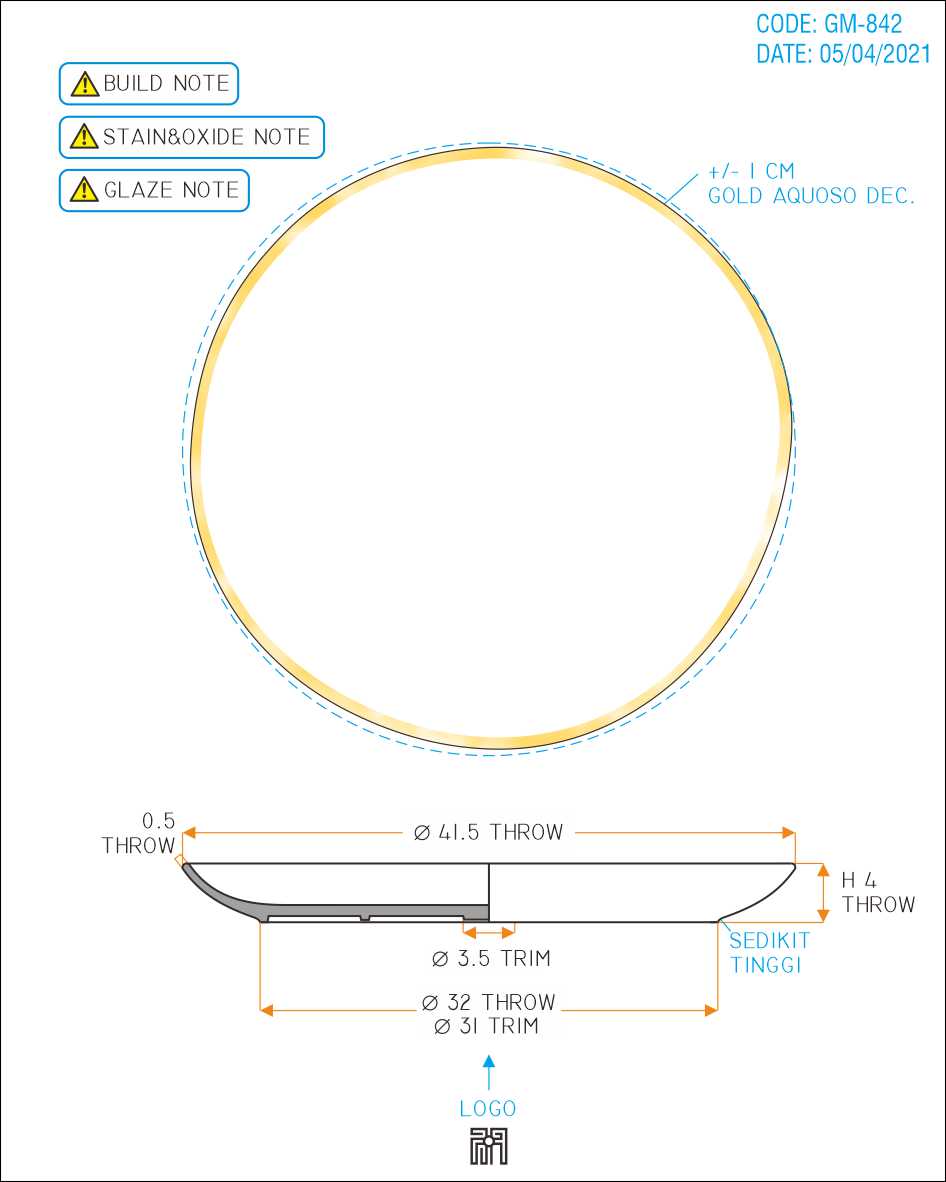 CODE: GM-842
DATE: 05/04/2021
BUILD NOTE
STAIN&OXIDE NOTE
GLAZE NOTE
+/- 1 CM
GOLD AQUOSO DEC.
0.5
THROW
Ø 41.5 THROW
H 4
THROW
SEDIKIT
TINGGI
Ø 3.5 TRIM
Ø 32 THROW
Ø 31 TRIM
LOGO